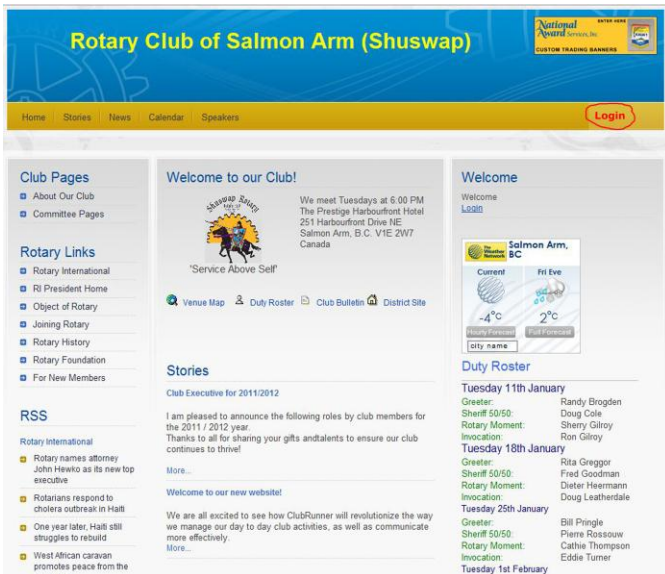 Rotary Club of Salmon Arm (Shuswap)
National ENTER HERE
Award Services, Inc.
CUSTOM TRADING BANNERS
Home Stories News Calendar Speakers
Login
Club Pages
About Our Club
Committee Pages
Rotary Links
Rotary International
RI President Home
Object of Rotary
Joining Rotary
Rotary History
Rotary Foundation
For New Members
RSS
Rotary International
Rotary names attorney
John Hewko as its new top
executive
Rotarians respond to
cholera outbreak in Haiti
One year later, Haiti still
struggles to rebuild
West African caravan
promotes peace from the
Welcome to our Club!
Shuswap Rotary
We meet Tuesdays at 6:00 PM
The Prestige Harbourfront Hotel
251 Harbourfront Drive NE
Salmon Arm, B.C. V1E 2W7
Canada
'Service Above Self'
Venue Map Duty Roster Club Bulletin District Site
Stories
Club Executive for 2011/2012
I am pleased to announce the following roles by club members for
the 2011 / 2012 year.
Thanks to all for sharing your gifts andtalents to ensure our club
continues to thrive!
More...
Welcome to our new website!
We are all excited to see how ClubRunner will revolutionize the way
we manage our day to day club activities, as well as communicate
more effectively.
More...
Welcome
Welcome
Login
The Weather Network
Salmon Arm,
BC
Current Fri Eve
-4°C 2°C
Hourly Forecast Full Forecast
city name
Duty Roster
Tuesday 11th January
Greeter: Randy Brogden
Sheriff 50/50: Doug Cole
Rotary Moment: Sherry Gilroy
Invocation: Ron Gilroy
Tuesday 18th January
Greeter: Rita Greggor
Sheriff 50/50: Fred Goodman
Rotary Moment: Dieter Heermann
Invocation: Doug Leatherdale
Tuesday 25th January
Greeter: Bill Pringle
Sheriff 50/50: Pierre Rossouw
Rotary Moment: Cathie Thompson
Invocation: Eddie Turner
Tuesday 1st February